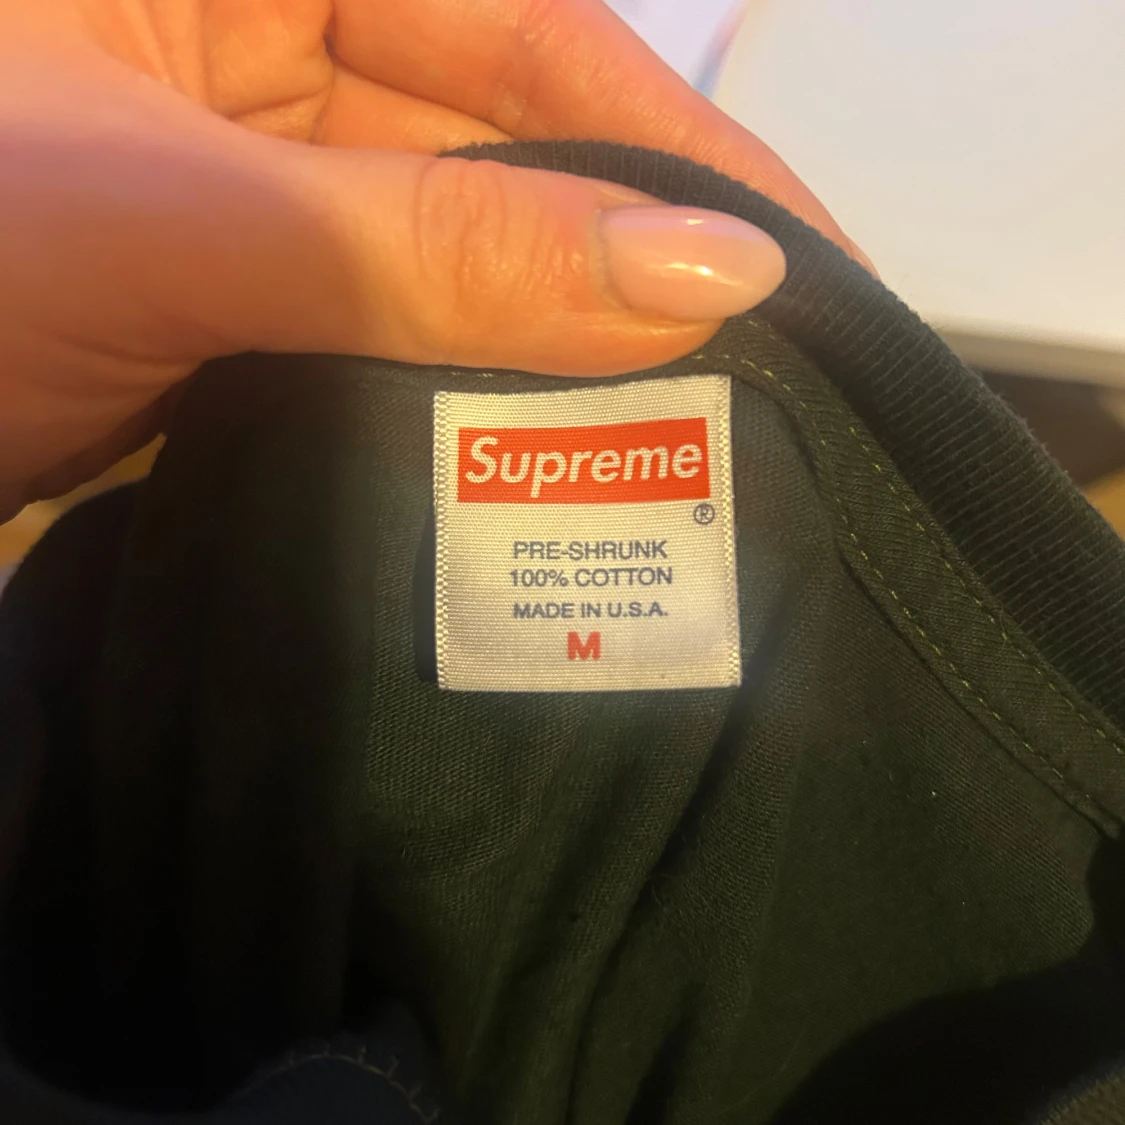 Supreme
®
PRE-SHRUNK
100% COTTON
MADE IN U.S.A.
M